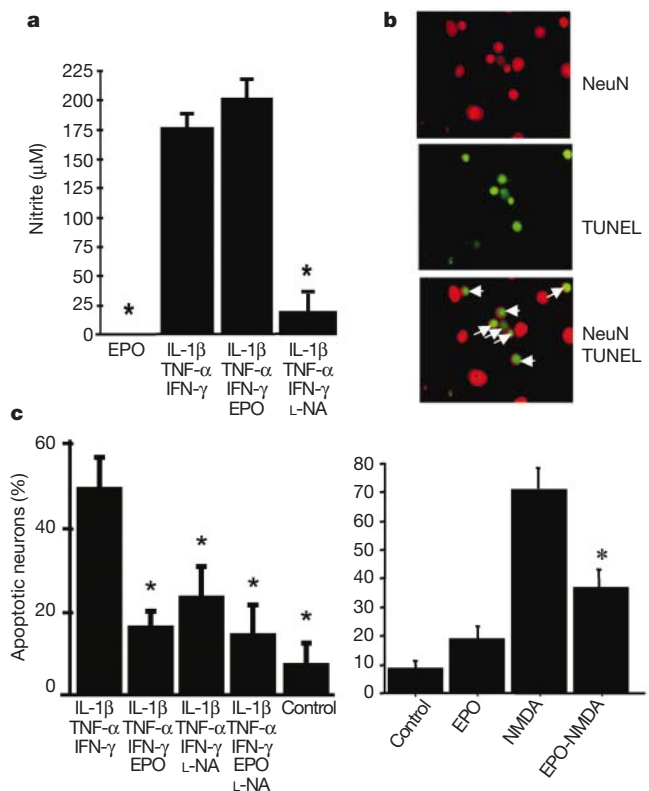 a
225
200
175
150
125
100
75
50
25
0
Nitrite (μM)
*
*
EPO
IL-1β
TNF-α
IFN-γ
IL-1β
TNF-α
IFN-γ
EPO
IL-1β
TNF-α
IFN-γ
L-NA
b
NeuN
TUNEL
NeuN
TUNEL
c
60
40
20
0
Apoptotic neurons (%)
*
*
*
*
IL-1β
TNF-α
IFN-γ
IL-1β
TNF-α
IFN-γ
EPO
IL-1β
TNF-α
IFN-γ
L-NA
IL-1β
TNF-α
IFN-γ
EPO
L-NA
Control
80
70
60
50
40
30
20
10
0
*
Control
EPO
NMDA
EPO-NMDA